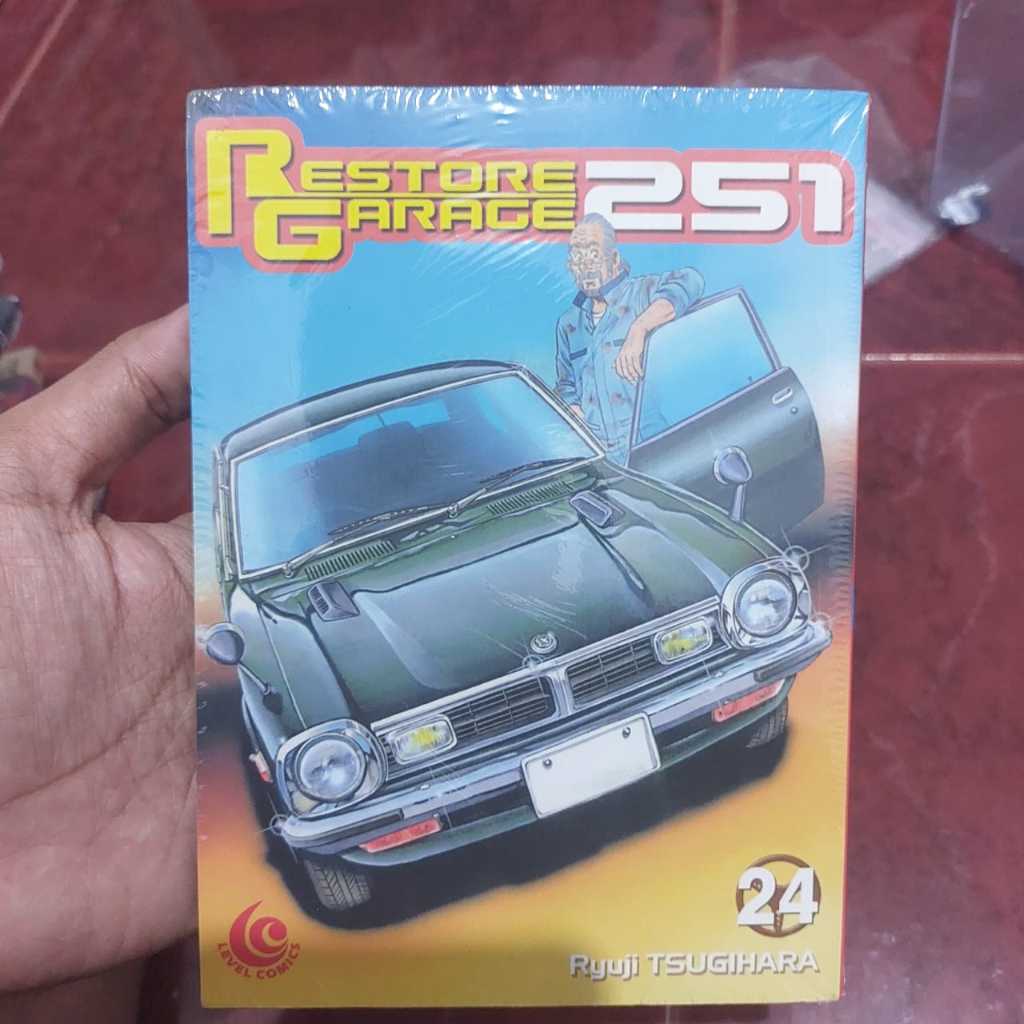 RESTORE
GARAGE 251
24
LEVEL COMICS
Ryuji TSUGIHARA